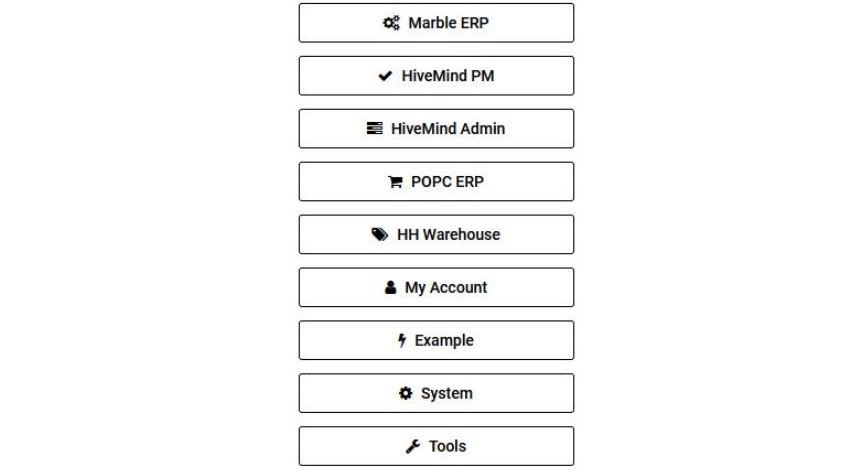 Marble ERP
HiveMind PM
HiveMind Admin
POPC ERP
HH Warehouse
My Account
Example
System
Tools